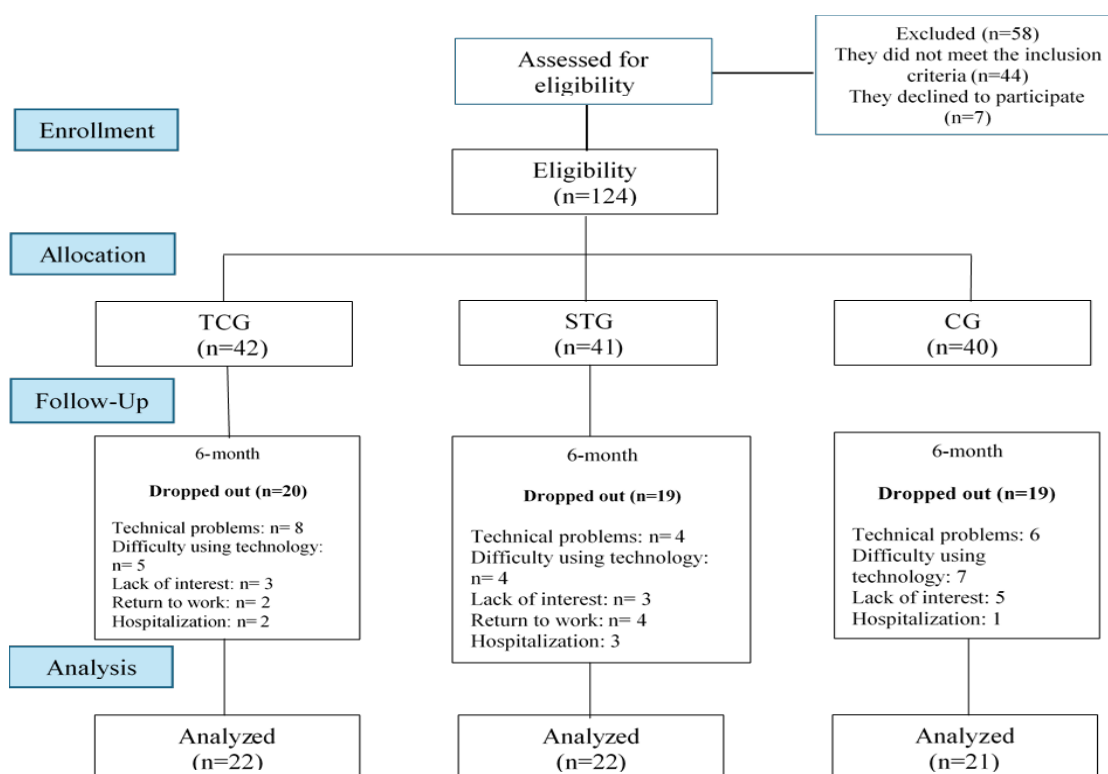 Assessed for
eligibility
Excluded (n=58)
They did not meet the inclusion
criteria (n=44)
They declined to participate
(n=7)
Enrollment
Eligibility
(n=124)
Allocation
TCG
(n=42)
STG
(n=41)
CG
(n=40)
Follow-Up
6-month
Dropped out (n=20)
Technical problems: n= 8
Difficulty using technology:
n= 5
Lack of interest: n= 3
Return to work: n= 2
Hospitalization: n= 2
6-month
Dropped out (n=19)
Technical problems: n= 4
Difficulty using technology:
n= 4
Lack of interest: n= 3
Return to work: n= 4
Hospitalization: 3
6-month
Dropped out (n=19)
Technical problems: 6
Difficulty using
technology: 7
Lack of interest: 5
Hospitalization: 1
Analysis
Analyzed
(n=22)
Analyzed
(n=22)
Analyzed
(n=21)